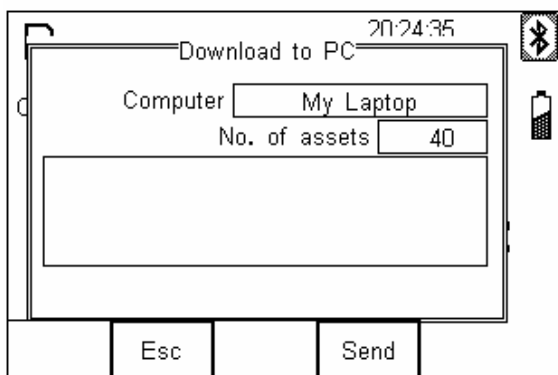 20:24:35
Download to PC
Computer My Laptop
No. of assets 40
Esc Send